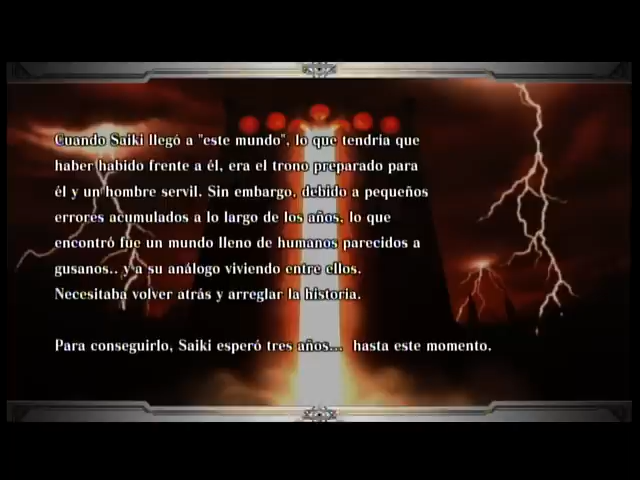 Cuando Saiki llegó a "este mundo", lo que tendría que
haber habido frente a él, era el trono preparado para
él y un hombre servil. Sin embargo, debido a pequeños
errores acumulados a lo largo de los años, lo que
encontró fue un mundo lleno de humanos parecidos a
gusanos.. y a su análogo viviendo entre ellos.
Necesitaba volver atrás y arreglar la historia.
Para conseguirlo, Saiki esperó tres años... hasta este momento.